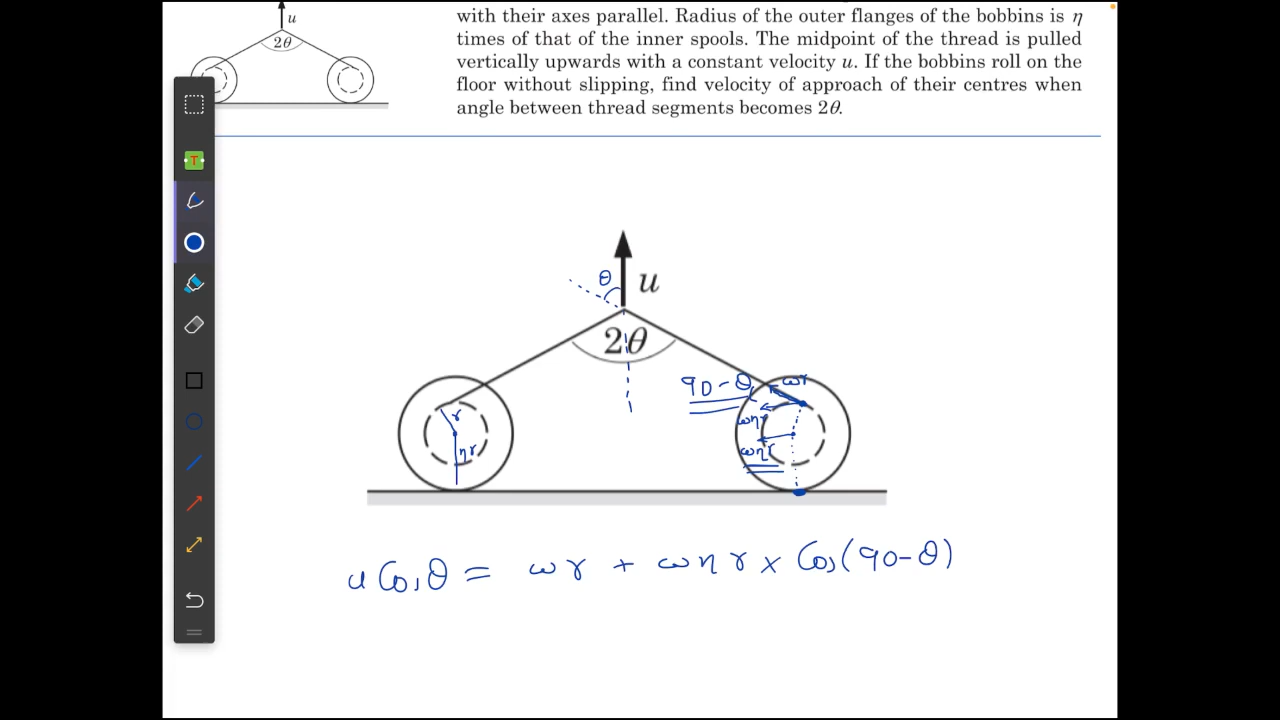 u
2θ
with their axes parallel. Radius of the outer flanges of the bobbins is η
times of that of the inner spools. The midpoint of the thread is pulled
vertically upwards with a constant velocity u. If the bobbins roll on the
floor without slipping, find velocity of approach of their centres when
angle between thread segments becomes 2θ.
T
θ
u
2θ
90-θ
ωr
r
ωηr
ηr
ωηr
u Cosθ = ωr + ωηr x Cos(90-θ)